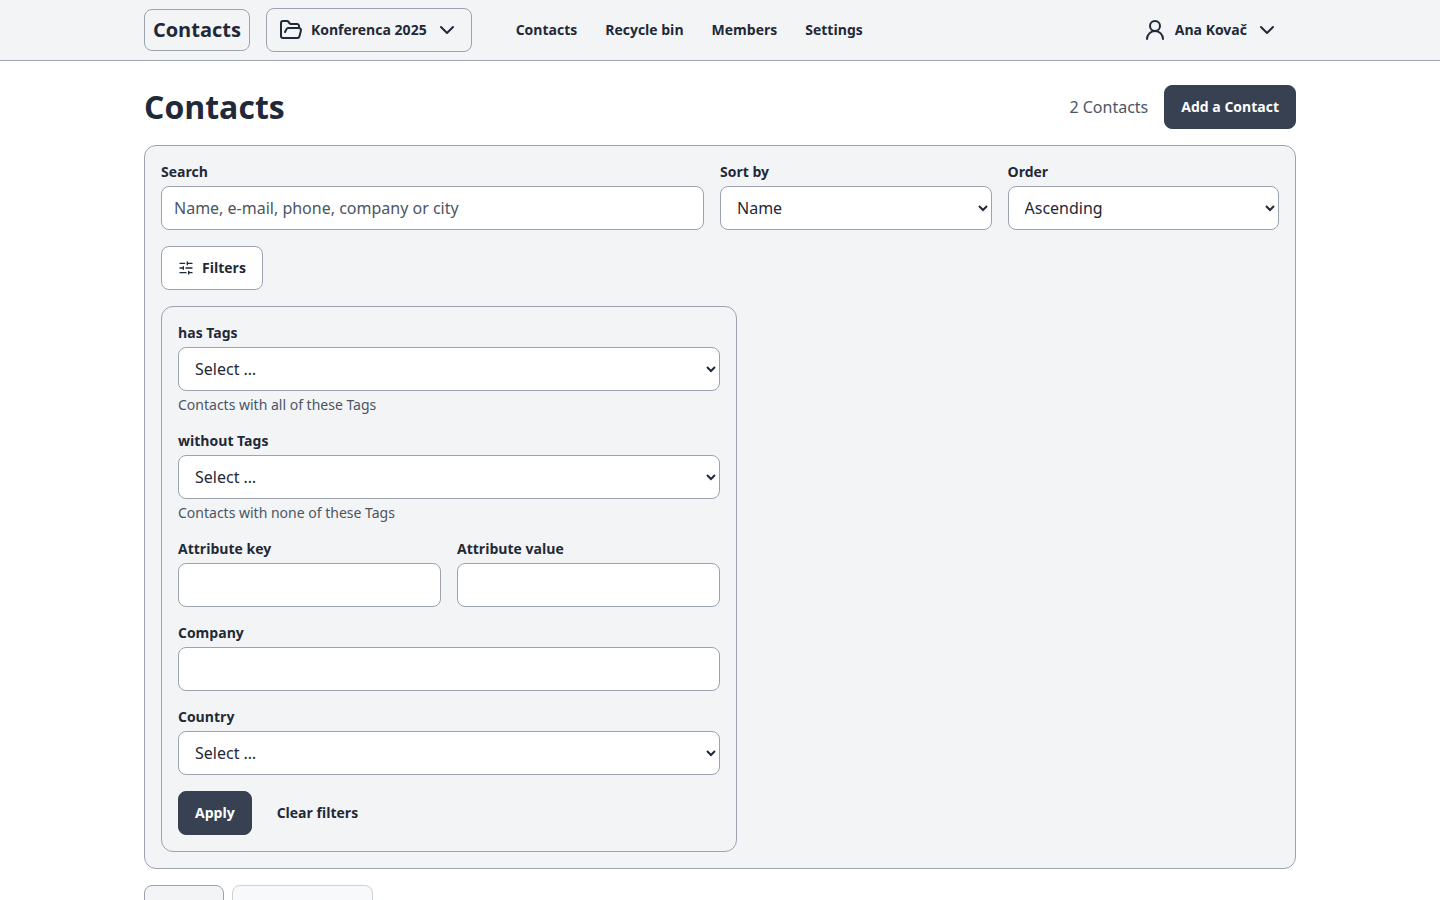 Contacts
Konferenca 2025
Contacts
Recycle bin
Members
Settings
Ana Kovač
Contacts
2 Contacts
Add a Contact
Search
Sort by
Order
Name, e-mail, phone, company or city
Name
Ascending
Filters
has Tags
Select ...
Contacts with all of these Tags
without Tags
Select ...
Contacts with none of these Tags
Attribute key
Attribute value
Company
Country
Select ...
Apply
Clear filters